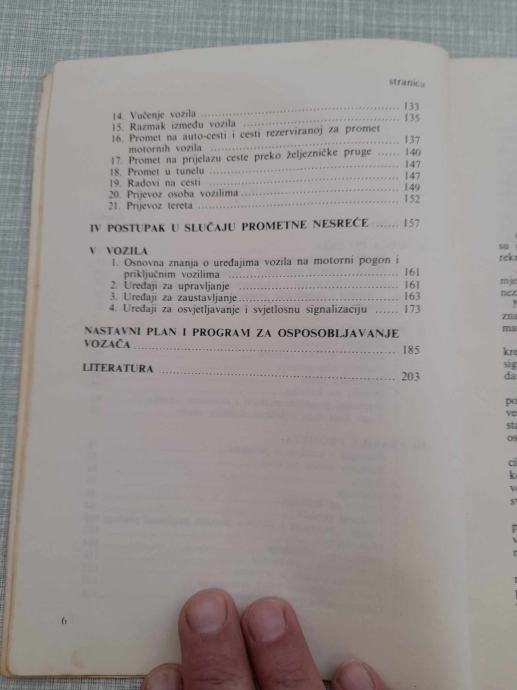 stranica
14. Vučenje vozila ........ 133
15. Razmak između vozila ........ 135
16. Promet na auto-cesti i cesti rezerviranoj za promet
motornih vozila ........ 137
17. Promet na prijelazu ceste preko željezničke pruge ..... 140
18. Promet u tunelu ........ 147
19. Radovi na cesti ........ 147
20. Prijevoz osoba vozilima ........ 149
21. Prijevoz tereta ........ 152
IV POSTUPAK U SLUČAJU PROMETNE NESREĆE ...... 157
V VOZILA
1. Osnovna znanja o uređajima vozila na motorni pogon i
priključnim vozilima ........ 161
2. Uređaji za upravljanje ........ 161
3. Uređaji za zaustavljanje ........ 163
4. Uređaji za osvjetljavanje i svjetlosnu signalizaciju ...... 173
NASTAVNI PLAN I PROGRAM ZA OSPOSOBLJAVANJE
VOZAČA ........ 185
LITERATURA ........ 203
6